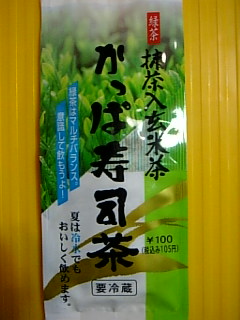 緑茶
抹茶入玄米茶
かっぱ寿司茶
緑茶はマルチバランス。
意識して飲もうよ!
夏は冷水でも
おいしく飲めます。
¥100
(税込み105円)
要冷蔵